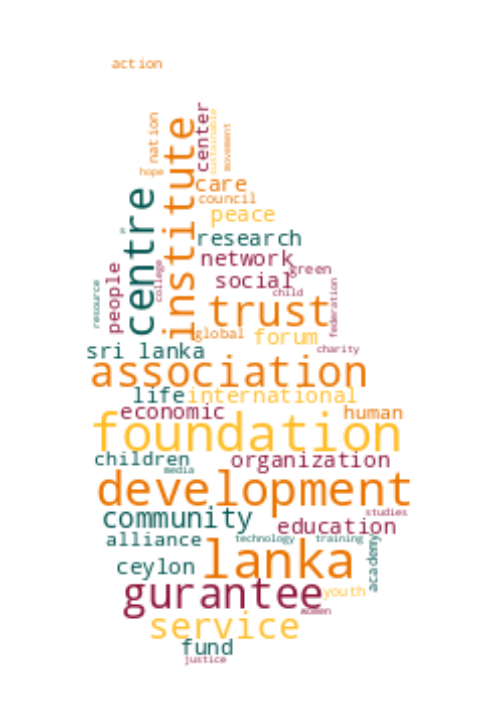 action
nation
institute
center
sustainable
movement
hope
care
centre
council
peace
research
network
people
college
green
social
resource
child
federation
trust
global
forum
sri lanka
charity
association
life international
economic
human
foundation
children
organization
media
development
community
studies
education
alliance
technology
training
academy
ceylon
lanka
gurantee
youth
women
service
fund
justice